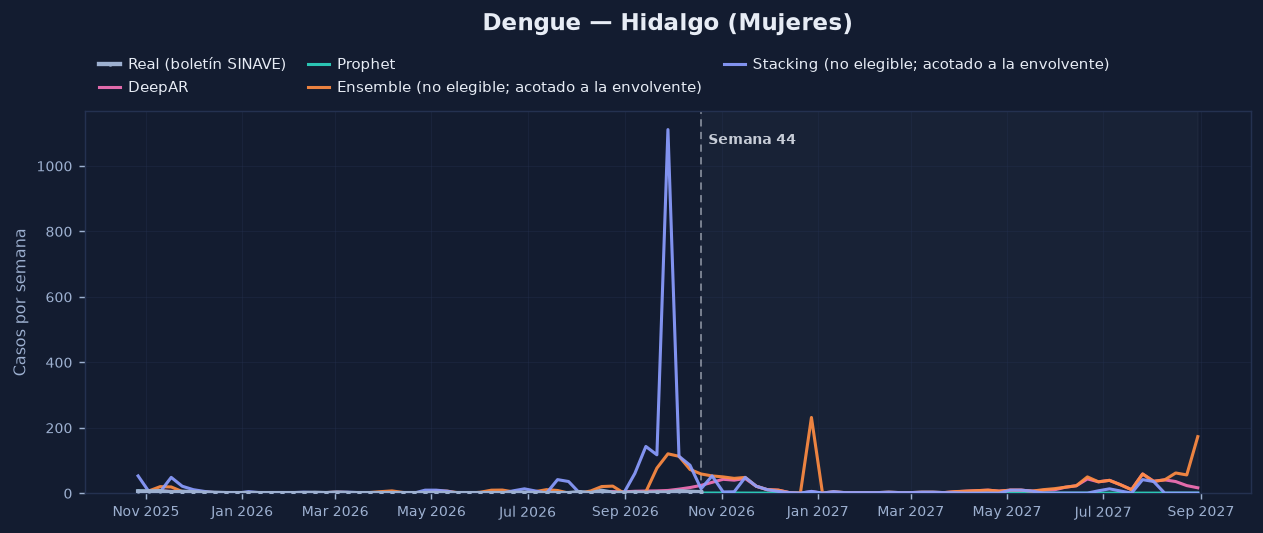 Dengue — Hidalgo (Mujeres)
Real (boletín SINAVE)
Prophet
Stacking (no elegible; acotado a la envolvente)
DeepAR
Ensemble (no elegible; acotado a la envolvente)
Semana 44
Casos por semana
1000
800
600
400
200
0
Nov 2025
Jan 2026
Mar 2026
May 2026
Jul 2026
Sep 2026
Nov 2026
Jan 2027
Mar 2027
May 2027
Jul 2027
Sep 2027